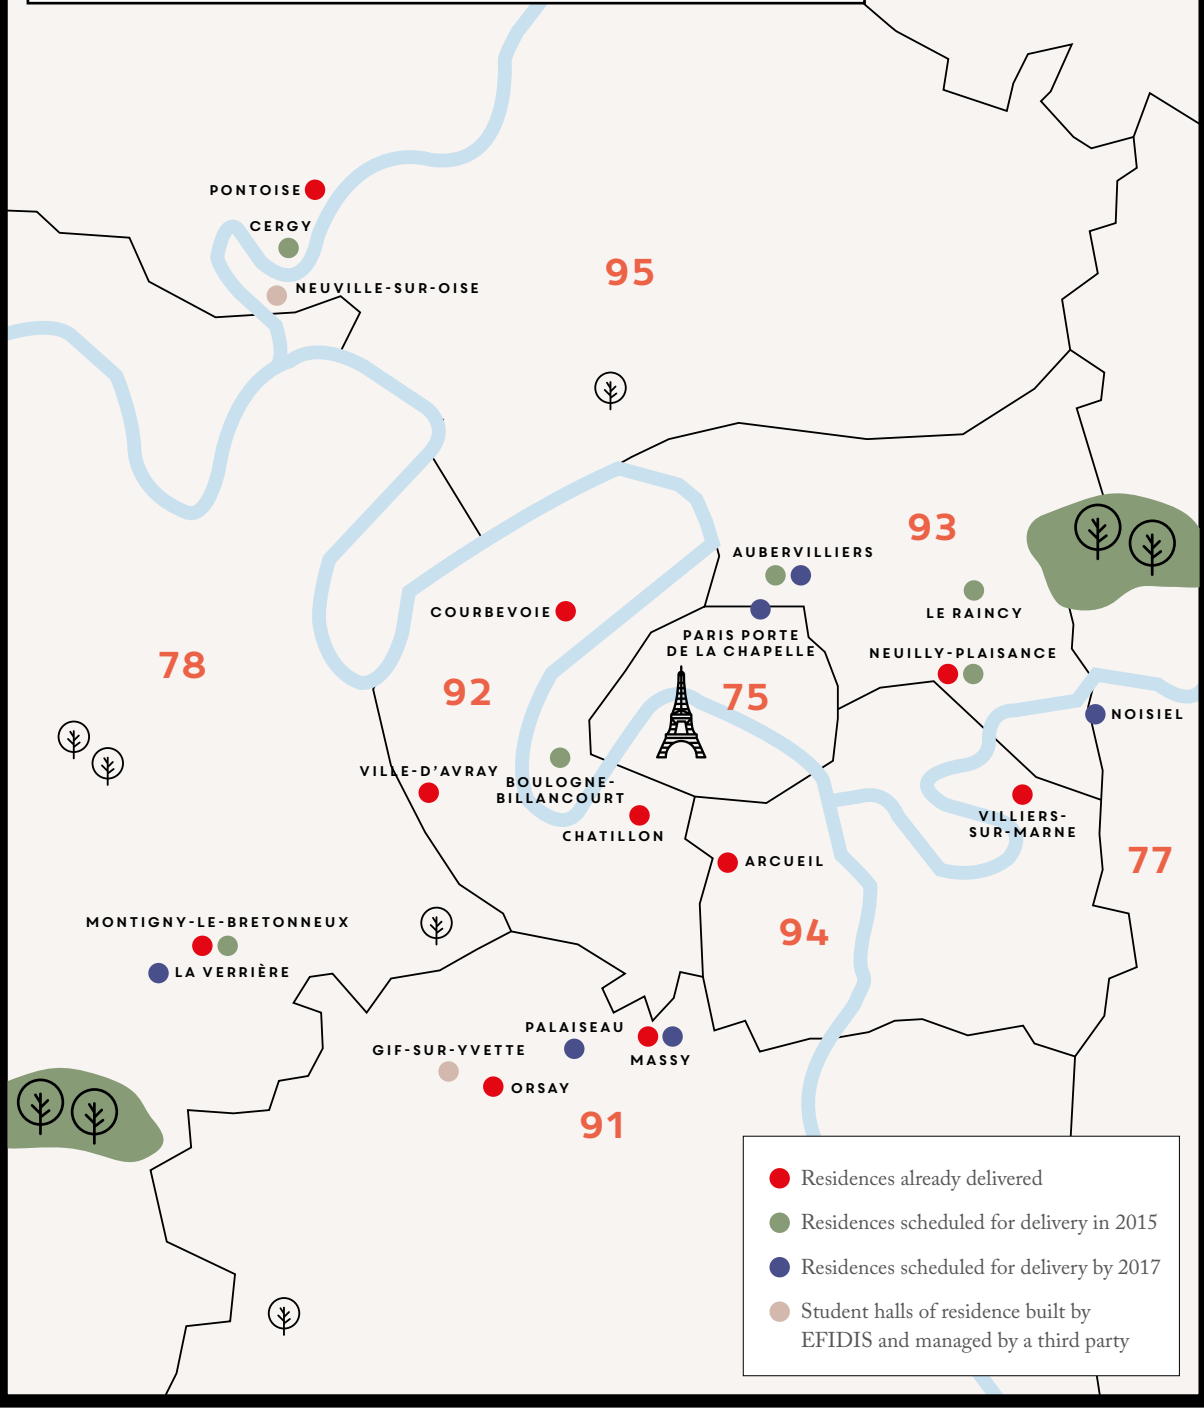 PONTOISE
CERGY
95
NEUVILLE-SUR-OISE
93
AUBERVILLIERS
COURBEVOIE
LE RAINCY
PARIS PORTE
DE LA CHAPELLE
NEUILLY-PLAISANCE
78
92
75
NOISIEL
VILLE-D'AVRAY
BOULOGNE-
BILLANCOURT
CHATILLON
VILLIERS-
SUR-MARNE
ARCUEIL
77
MONTIGNY-LE-BRETONNEUX
94
LA VERRIÈRE
PALAISEAU
GIF-SUR-YVETTE
MASSY
ORSAY
91
Residences already delivered
Residences scheduled for delivery in 2015
Residences scheduled for delivery by 2017
Student halls of residence built by
EFIDIS and managed by a third party